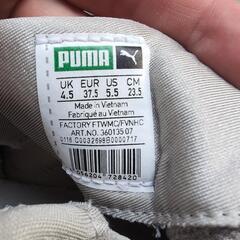 PUMA
UK EUR US CM
4.5 37.5 5.5 23.5
Made in Vietnam
Fabriqué au Vietnam
FACTORY FTWMC/FVNHC
ART.NO. 360135 07
0116 C0032698B0000717
728420